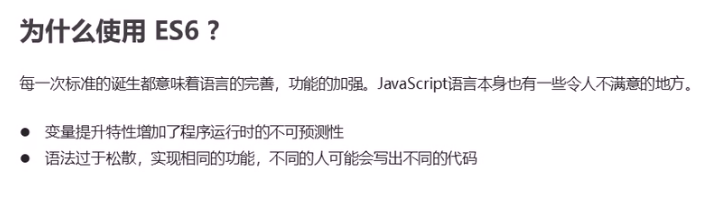 为什么使用 ES6 ?
每一次标准的诞生都意味着语言的完善，功能的加强。JavaScript语言本身也有一些令人不满意的地方。
● 变量提升特性增加了程序运行时的不可预测性
● 语法过于松散，实现相同的功能，不同的人可能会写出不同的代码